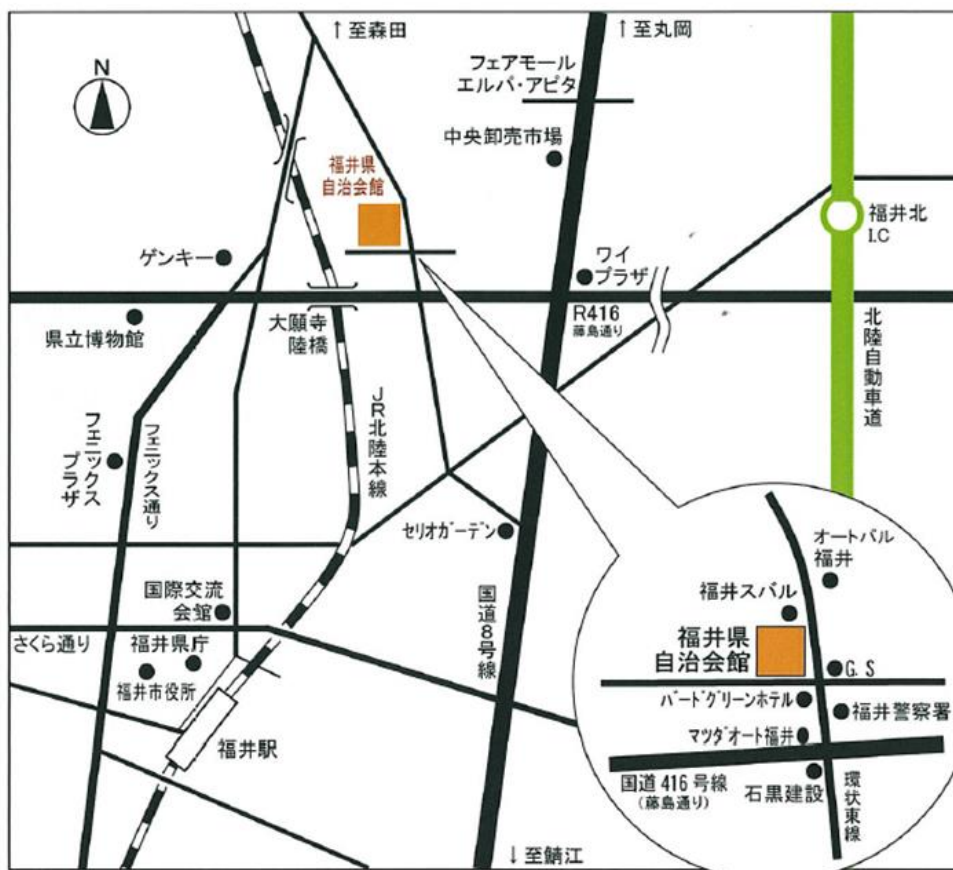 ↑至森田
↑至丸岡
フェアモール
エルパ・アピタ
N
中央卸売市場
福井県
自治会館
福井北
I.C
ゲンキー
ワイ
プラザ
R416
藤島通り
県立博物館
大願寺
陸橋
北陸自動車道
JR北陸本線
フェニックス
プラザ
フェニックス通り
セリオガーデン
オートパル
福井
国際交流
会館
国道8号線
福井スバル
さくら通り
福井県庁
福井県
自治会館
G.S
福井市役所
バードグリーンホテル
福井警察署
福井駅
マツダオート福井
国道416号線
(藤島通り)
石黒建設
環状東線
↓至鯖江